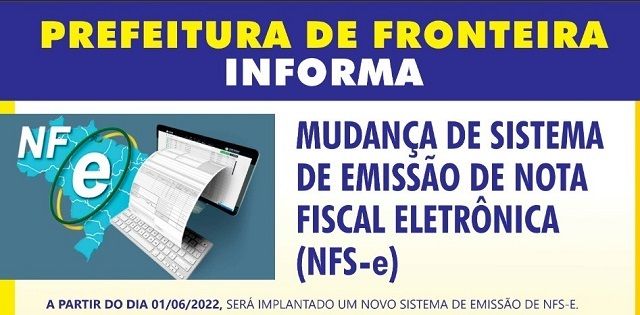 PREFEITURA DE FRONTEIRA
INFORMA
NF
e
MUDANÇA DE SISTEMA
DE EMISSÃO DE NOTA
FISCAL ELETRÔNICA
(NFS-e)
A PARTIR DO DIA 01/06/2022, SERÁ IMPLANTADO UM NOVO SISTEMA DE EMISSÃO DE NFS-E.